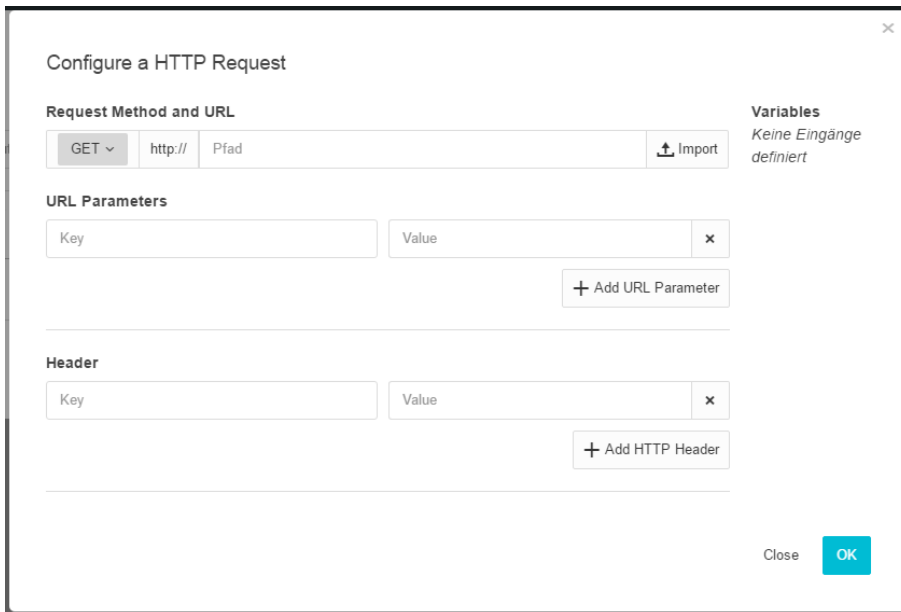 Configure a HTTP Request
Request Method and URL
GET http:// Pfad Import
URL Parameters
Key Value
Add URL Parameter
Header
Key Value
Add HTTP Header
Variables
Keine Eingänge
definiert
Close OK